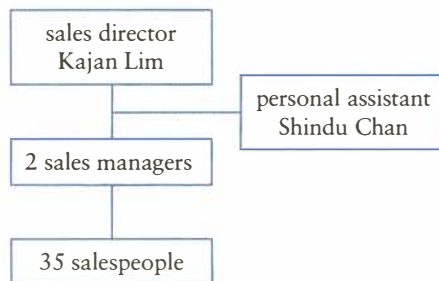 sales director
Kajan Lim
personal assistant
Shindu Chan
2 sales managers
35 salespeople